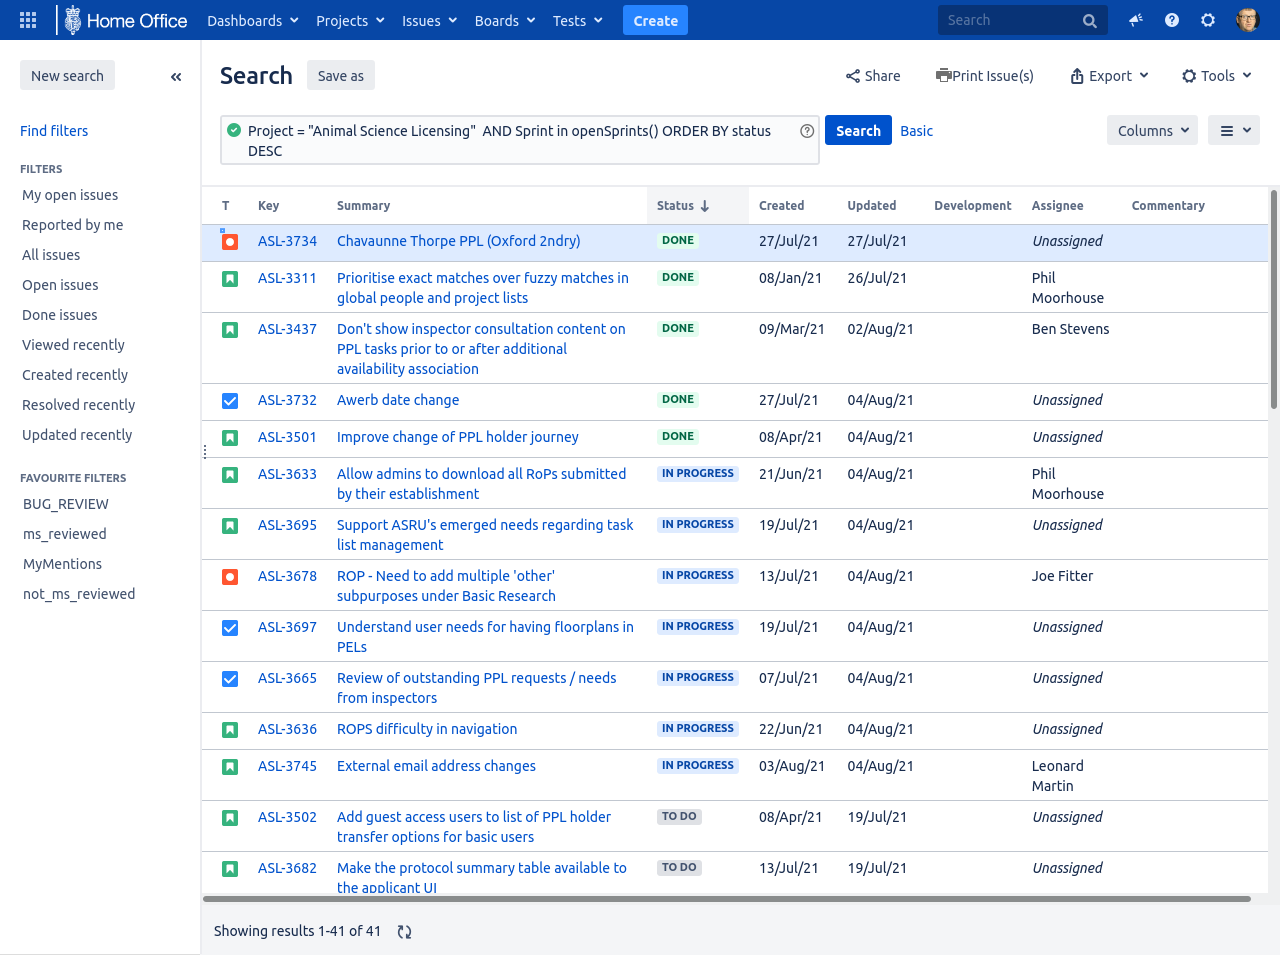 Home Office Dashboards Projects Issues Boards Tests Create Search
New search
Find filters
FILTERS
My open issues
Reported by me
All issues
Open issues
Done issues
Viewed recently
Created recently
Resolved recently
Updated recently
FAVOURITE FILTERS
BUG_REVIEW
ms_reviewed
MyMentions
not_ms_reviewed
Search Save as Share Print Issue(s) Export Tools
Project = "Animal Science Licensing"  AND Sprint in openSprints() ORDER BY status
DESC
Search Basic Columns
T Key Summary Status Created Updated Development Assignee Commentary
ASL-3734 Chavaunne Thorpe PPL (Oxford 2ndry) DONE 27/Jul/21 27/Jul/21 Unassigned
ASL-3311 Prioritise exact matches over fuzzy matches in DONE 08/Jan/21 26/Jul/21 Phil
global people and project lists Moorhouse
ASL-3437 Don't show inspector consultation content on DONE 09/Mar/21 02/Aug/21 Ben Stevens
PPL tasks prior to or after additional
availability association
ASL-3732 Awerb date change DONE 27/Jul/21 04/Aug/21 Unassigned
ASL-3501 Improve change of PPL holder journey DONE 08/Apr/21 04/Aug/21 Unassigned
ASL-3633 Allow admins to download all RoPs submitted IN PROGRESS 21/Jun/21 04/Aug/21 Phil
by their establishment Moorhouse
ASL-3695 Support ASRU's emerged needs regarding task IN PROGRESS 19/Jul/21 04/Aug/21 Unassigned
list management
ASL-3678 ROP - Need to add multiple 'other' IN PROGRESS 13/Jul/21 04/Aug/21 Joe Fitter
subpurposes under Basic Research
ASL-3697 Understand user needs for having floorplans in IN PROGRESS 19/Jul/21 04/Aug/21 Unassigned
PELs
ASL-3665 Review of outstanding PPL requests / needs IN PROGRESS 07/Jul/21 04/Aug/21 Unassigned
from inspectors
ASL-3636 ROPS difficulty in navigation IN PROGRESS 22/Jun/21 04/Aug/21 Unassigned
ASL-3745 External email address changes IN PROGRESS 03/Aug/21 04/Aug/21 Leonard
Martin
ASL-3502 Add guest access users to list of PPL holder TO DO 08/Apr/21 19/Jul/21 Unassigned
transfer options for basic users
ASL-3682 Make the protocol summary table available to TO DO 13/Jul/21 19/Jul/21 Unassigned
the applicant UI
Showing results 1-41 of 41